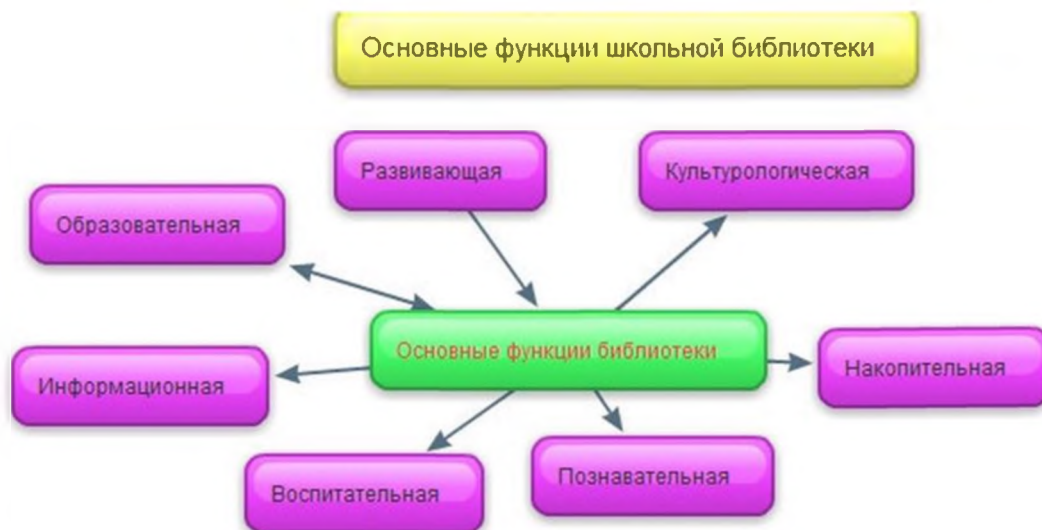 Основные функции школьной библиотеки
Развивающая
Культурологическая
Образовательная
Основные функции библиотеки
Накопительная
Информационная
Познавательная
Воспитательная